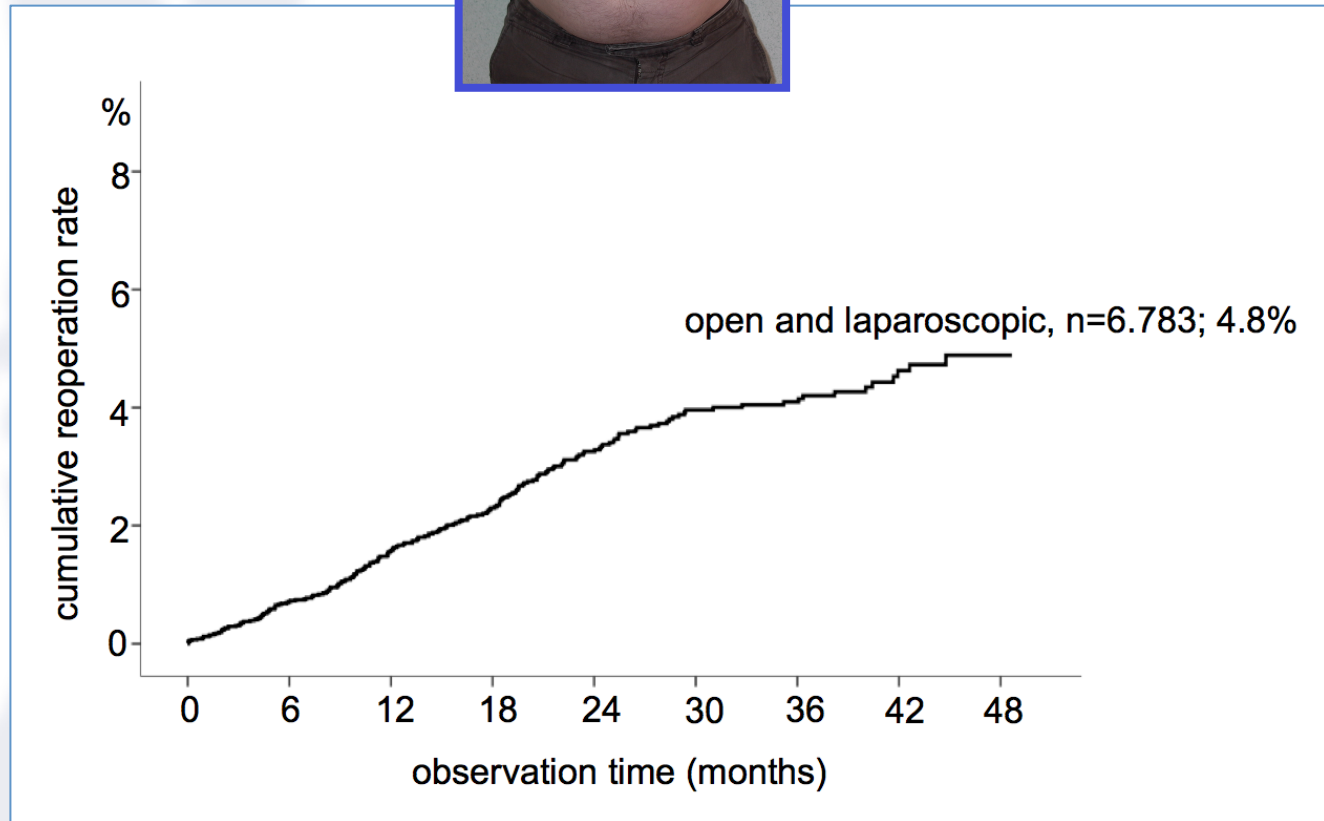 %
8
6
4
2
0
cumulative reoperation rate
open and laparoscopic, n=6.783; 4.8%
0 6 12 18 24 30 36 42 48
observation time (months)